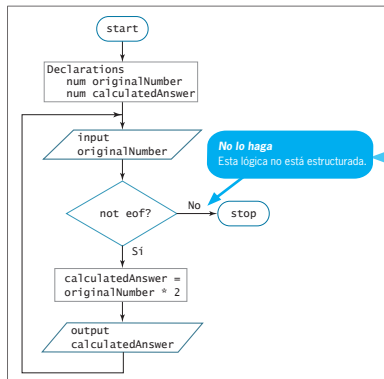 start
Declarations
num originalNumber
num calculatedAnswer
input
originalNumber
No lo haga
Esta lógica no está estructurada.
not eof?
No
stop
Sí
calculatedAnswer =
originalNumber * 2
output
calculatedAnswer